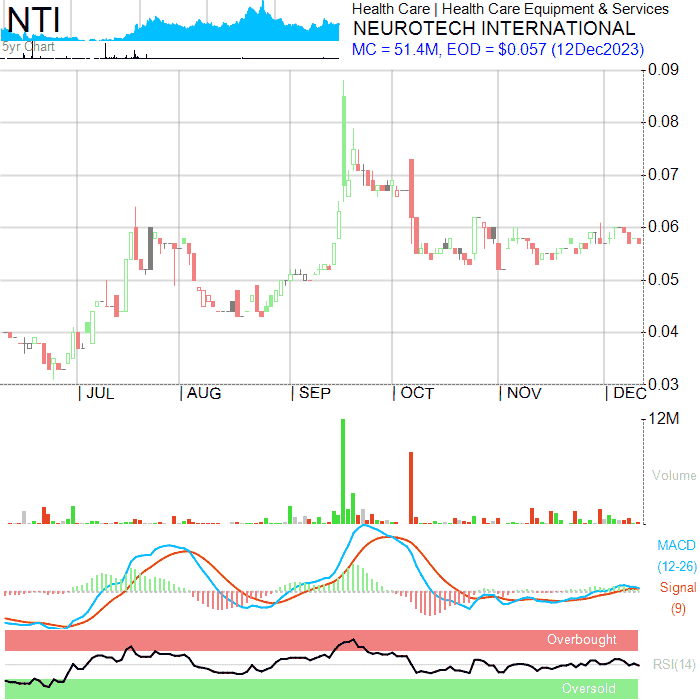 NTI
5yr Chart
Health Care | Health Care Equipment & Services
NEUROTECH INTERNATIONAL
MC = 51.4M, EOD = $0.057 (12Dec2023)
0.09
0.08
0.07
0.06
0.05
0.04
0.03
| JUL | AUG | SEP | OCT | NOV | DEC
12M
Volume
MACD
(12-26)
Signal
(9)
Overbought
RSI(14)
Oversold